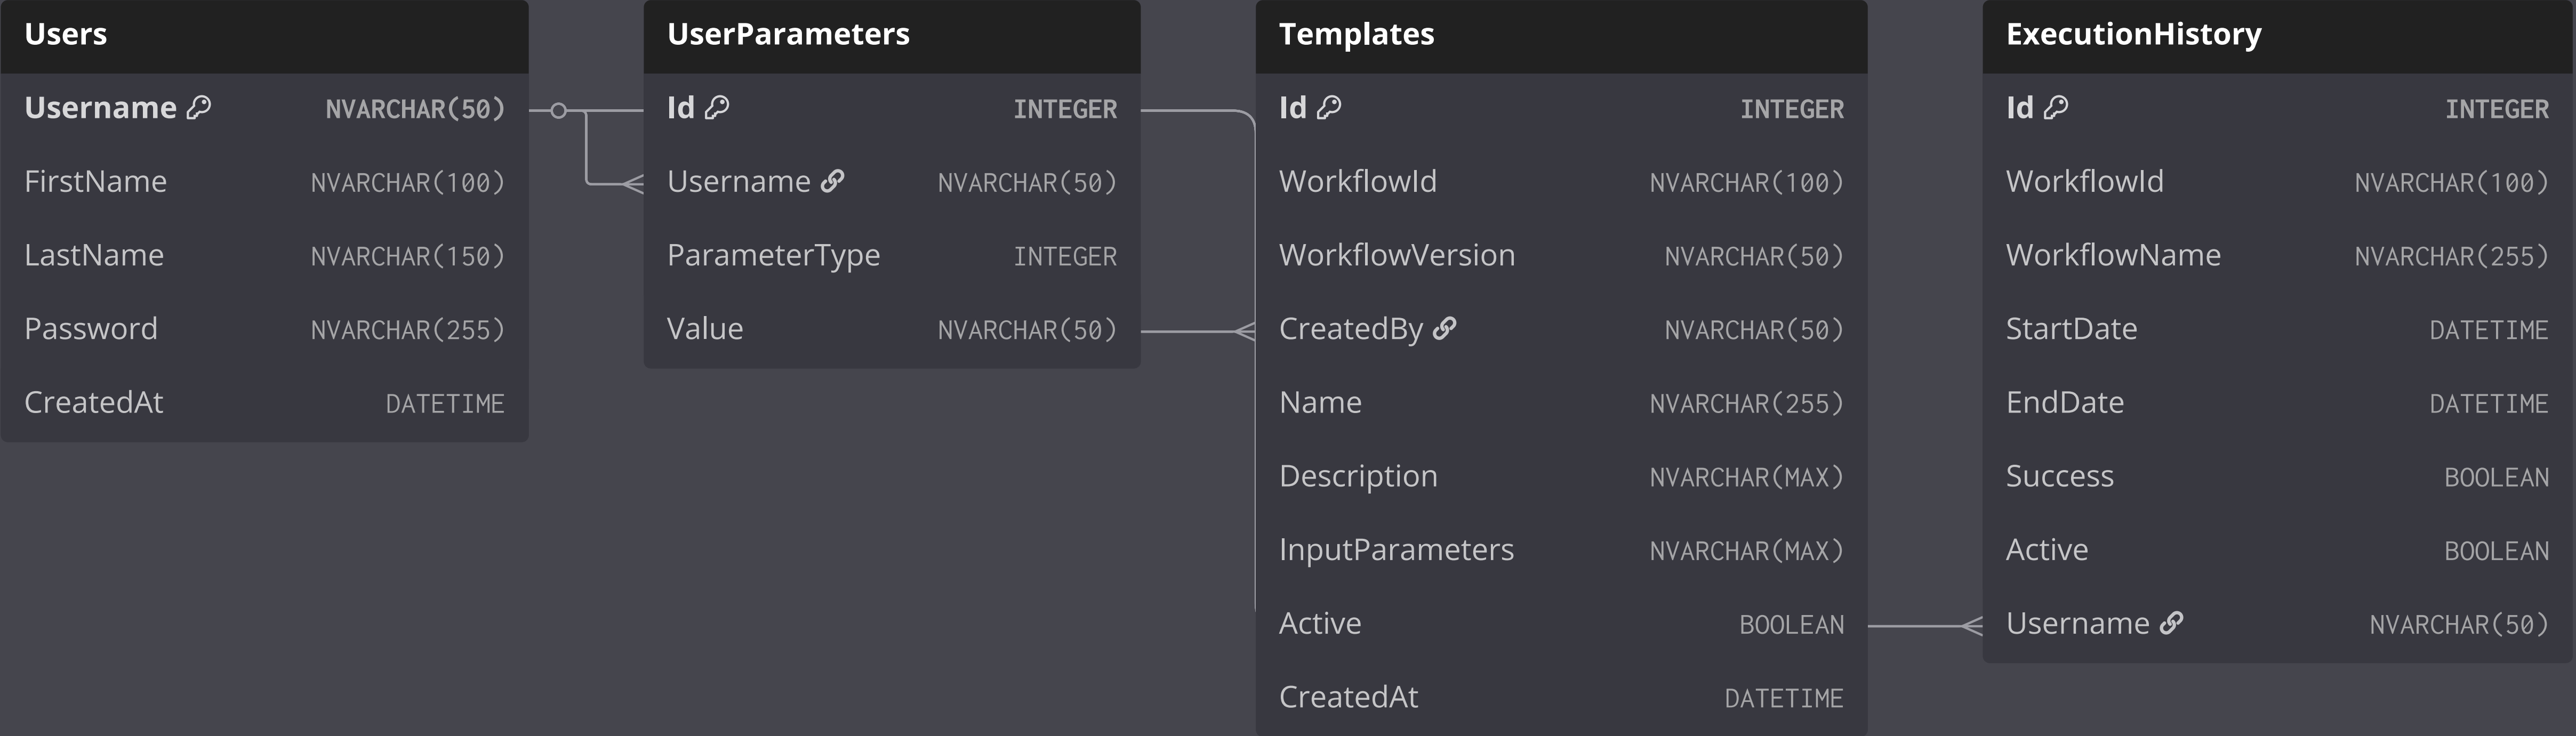 Users
Username NVARCHAR(50)
FirstName NVARCHAR(100)
LastName NVARCHAR(150)
Password NVARCHAR(255)
CreatedAt DATETIME
UserParameters
Id INTEGER
Username NVARCHAR(50)
ParameterType INTEGER
Value NVARCHAR(50)
Templates
Id INTEGER
WorkflowId NVARCHAR(100)
WorkflowVersion NVARCHAR(50)
CreatedBy NVARCHAR(50)
Name NVARCHAR(255)
Description NVARCHAR(MAX)
InputParameters NVARCHAR(MAX)
Active BOOLEAN
CreatedAt DATETIME
ExecutionHistory
Id INTEGER
WorkflowId NVARCHAR(100)
WorkflowName NVARCHAR(255)
StartDate DATETIME
EndDate DATETIME
Success BOOLEAN
Active BOOLEAN
Username NVARCHAR(50)